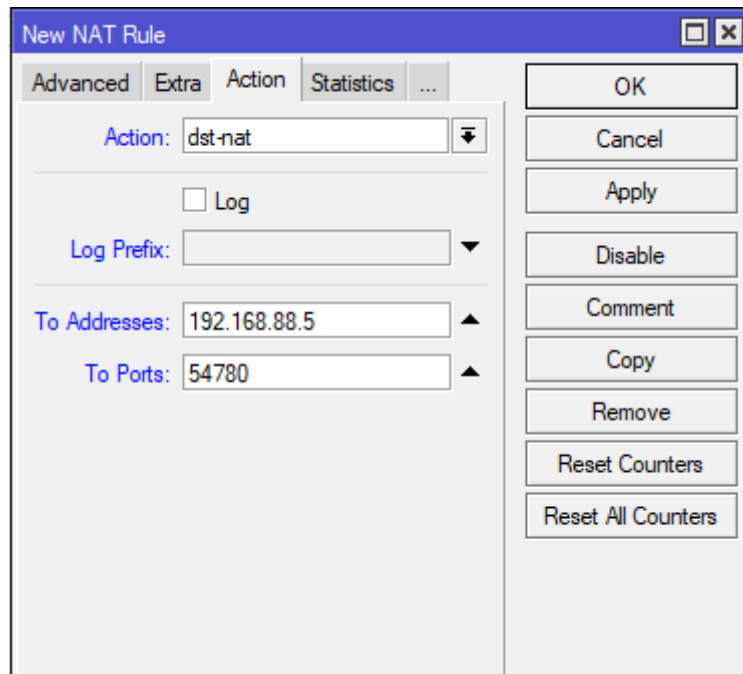 New NAT Rule
Advanced Extra Action Statistics ...
Action: dst-nat
Log
Log Prefix:
To Addresses: 192.168.88.5
To Ports: 54780
OK
Cancel
Apply
Disable
Comment
Copy
Remove
Reset Counters
Reset All Counters